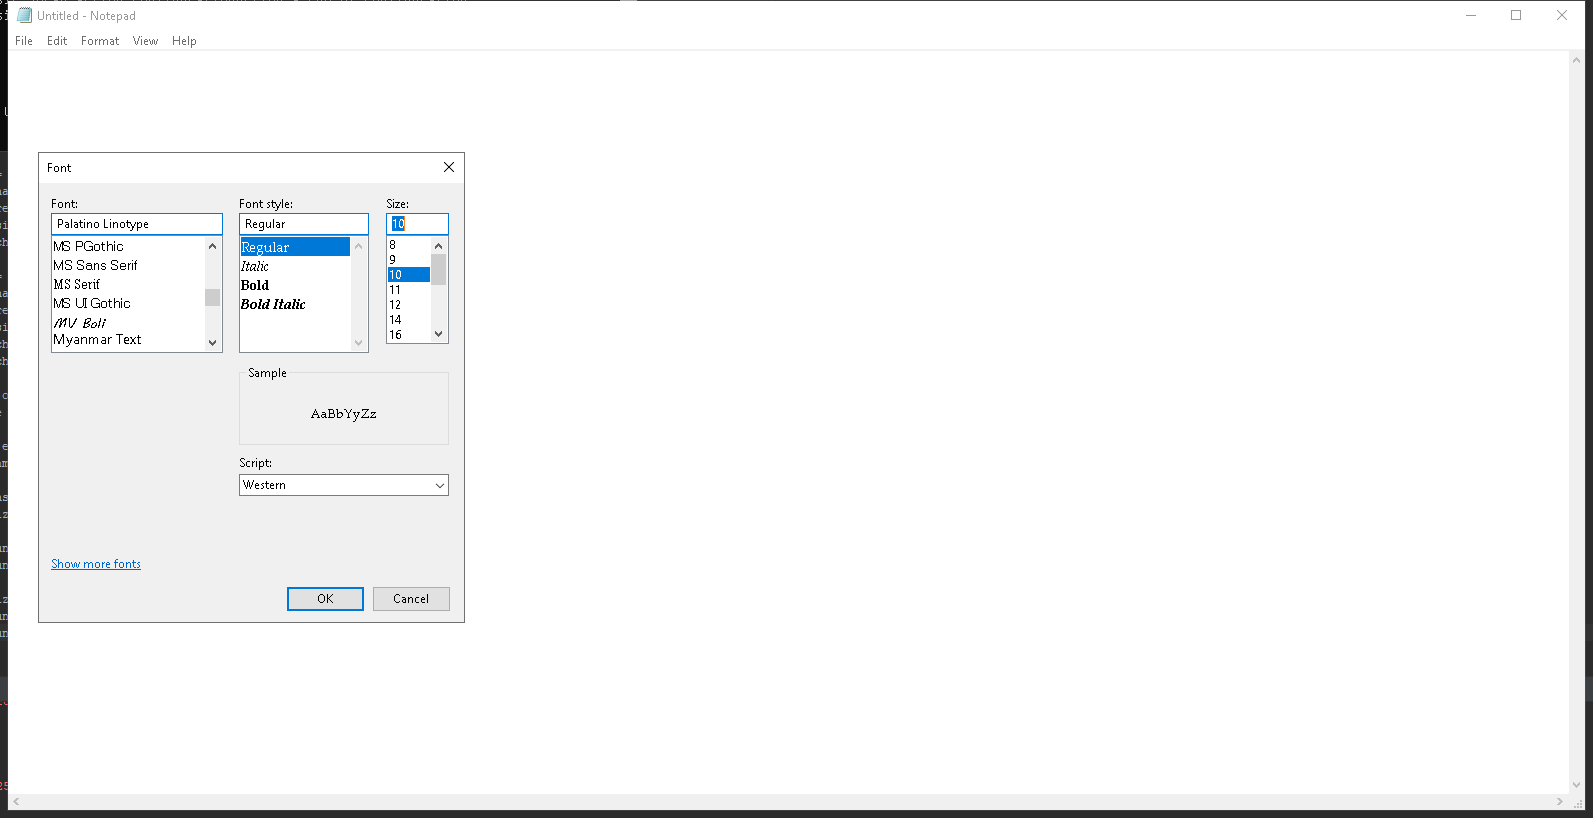 Untitled - Notepad
File Edit Format View Help
Font
Font: Font style: Size:
Palatino Linotype Regular 10
MS PGothic Regular 8
MS Sans Serif Italic 9
MS Serif Bold 10
MS UI Gothic Bold Italic 11
MV Boli 12
Myanmar Text 14
16
Sample
AaBbYyZz
Script:
Western
Show more fonts
OK Cancel